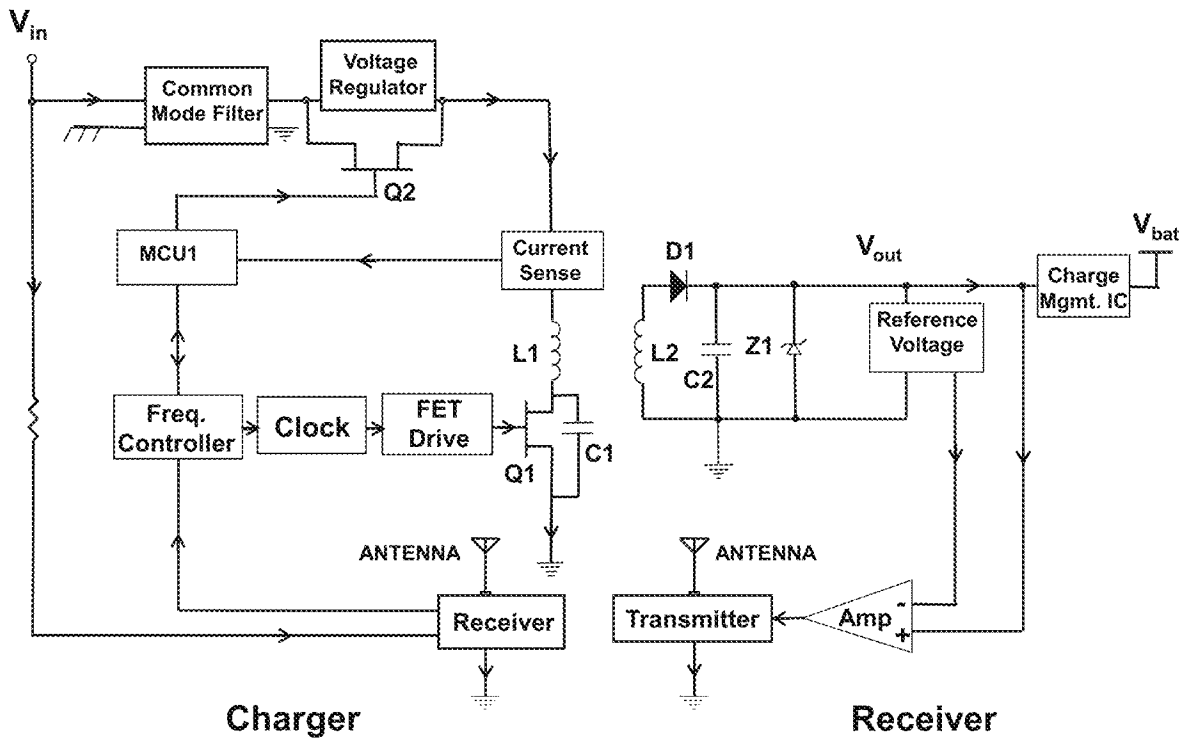 Vin
Common
Mode Filter
Voltage
Regulator
Q2
MCU1
Current
Sense
L1
Freq.
Controller
Clock
FET
Drive
Q1
C1
ANTENNA
Receiver
Charger
D1
Vout
Vbat
Charge
Mgmt. IC
L2
C2
Z1
Reference
Voltage
ANTENNA
Transmitter
Amp
-
+
Receiver